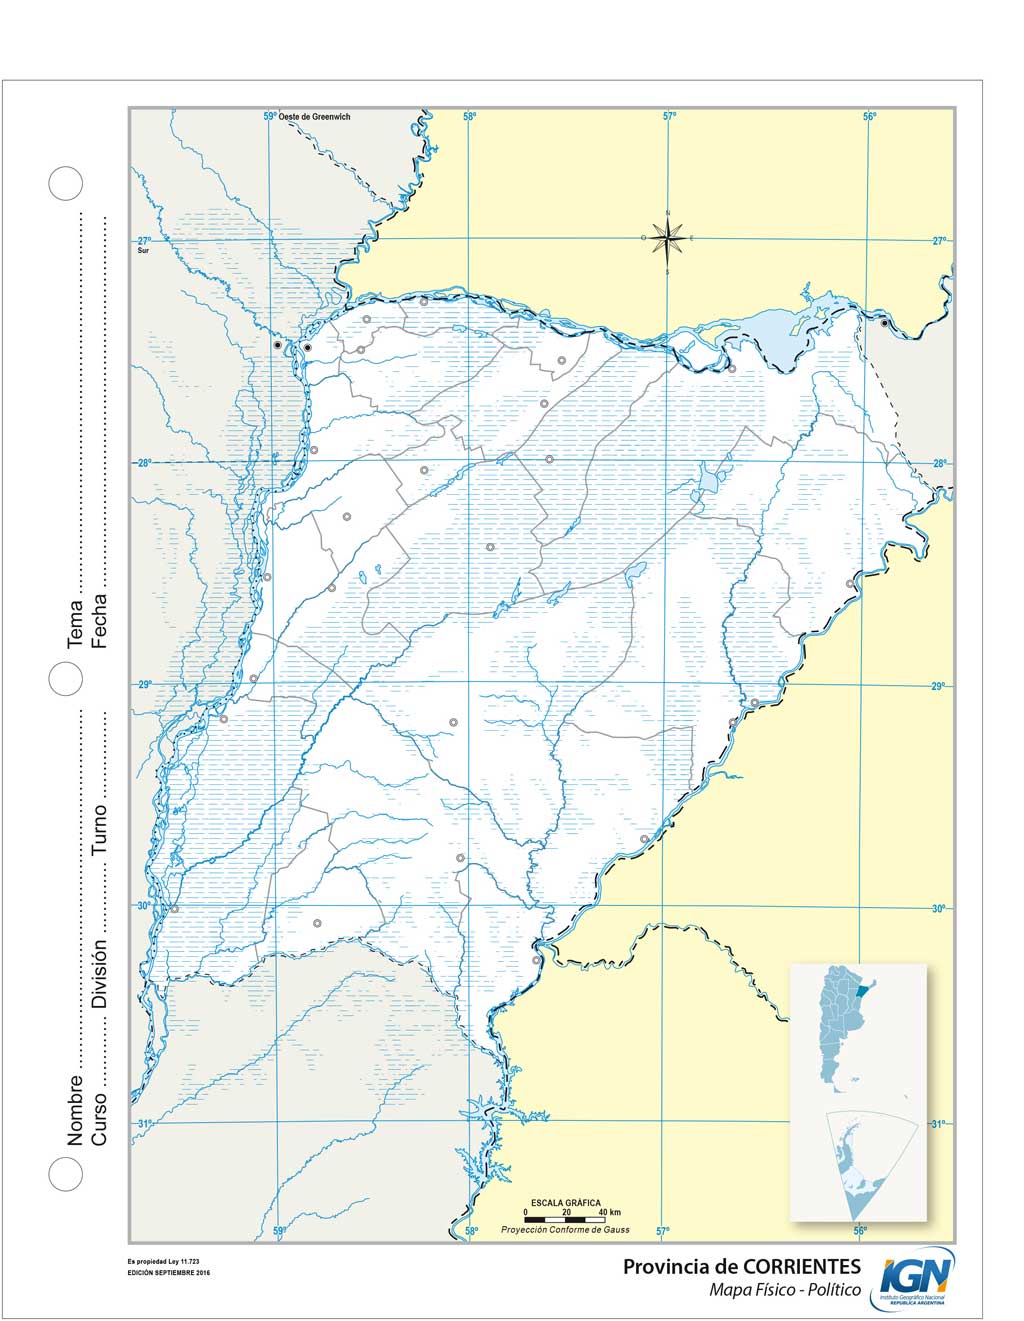 59° Oeste de Greenwich
58°
57°
56°
27°
Sur
27°
N
O
E
S
28°
28°
29°
29°
30°
30°
31°
31°
59°
58°
57°
56°
ESCALA GRÁFICA
0 20 40 km
Proyección Conforme de Gauss
Nombre
Tema
Curso
División
Turno
Fecha
Es propiedad Ley 11.723
EDICIÓN SEPTIEMBRE 2016
Provincia de CORRIENTES
Mapa Físico - Político
IGN
Instituto Geográfico Nacional
REPUBLICA ARGENTINA